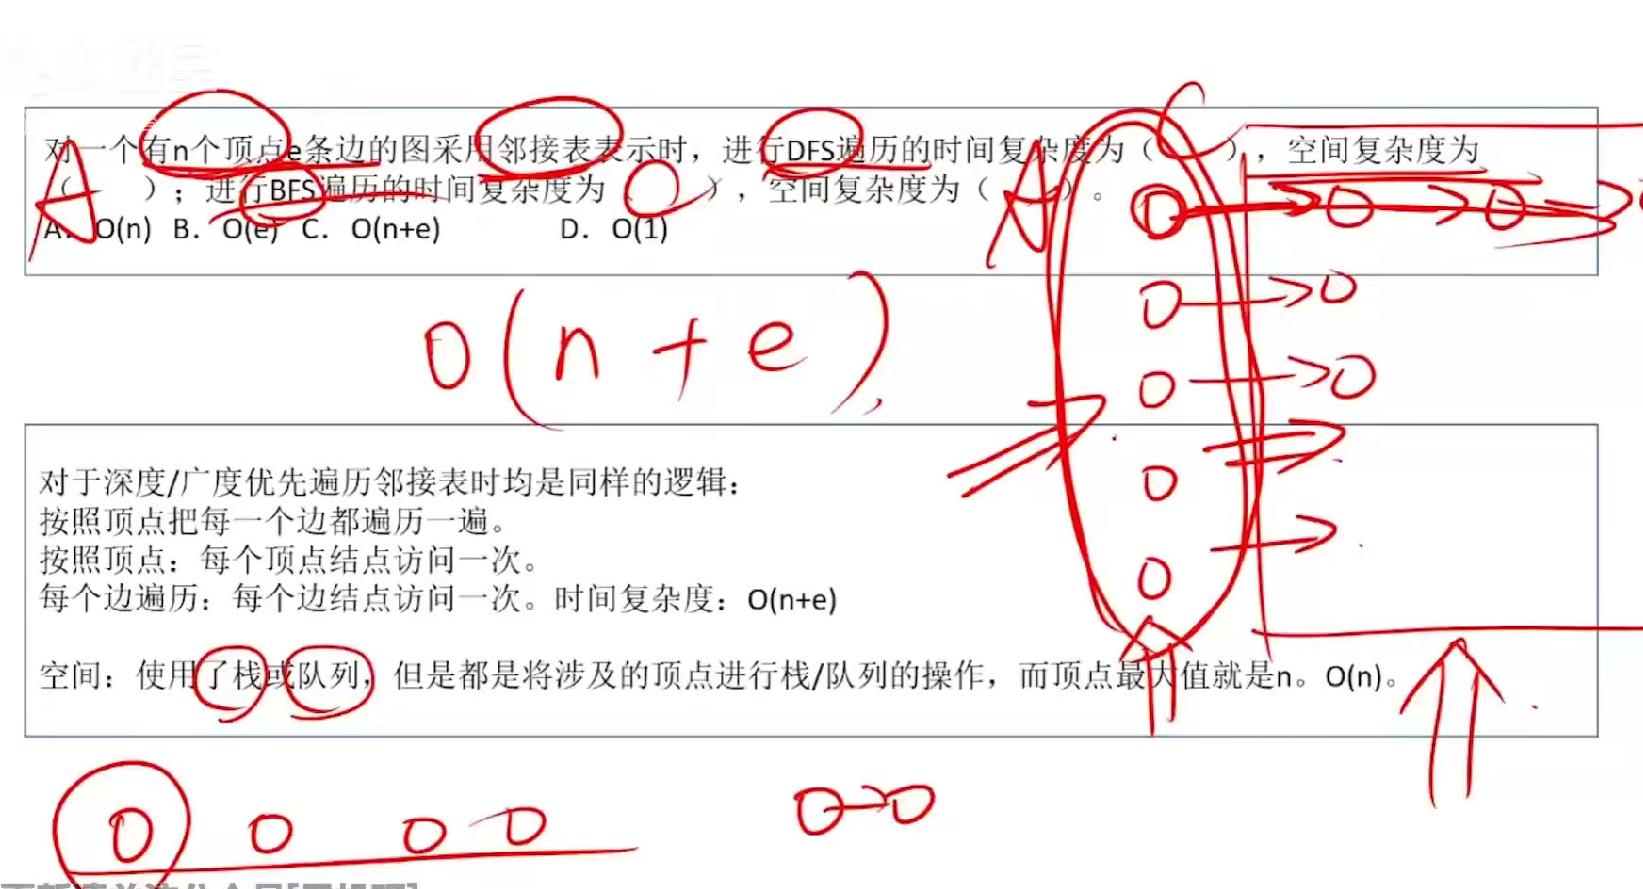 对一个有n个顶点e条边的图采用邻接表表示时，进行DFS遍历的时间复杂度为（ C ），空间复杂度为
（ A ）；进行BFS遍历的时间复杂度为（ C ），空间复杂度为（ A ）。
A．O(n) B．O(e) C．O(n+e) D．O(1)
O(n+e)
对于深度/广度优先遍历邻接表时均是同样的逻辑：
按照顶点把每一个边都遍历一遍。
按照顶点：每个顶点结点访问一次。
每个边遍历：每个边结点访问一次。时间复杂度：O(n+e)
空间：使用了栈或队列，但是都是将涉及的顶点进行栈/队列的操作，而顶点最大值就是n。O(n)。